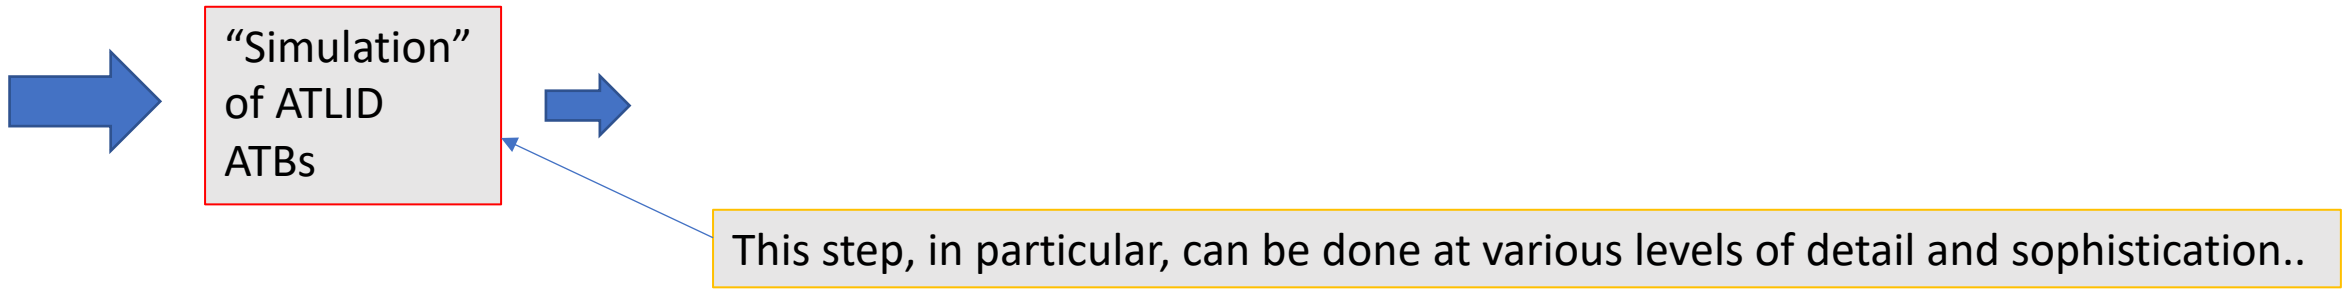 “Simulation”
of ATLID
ATBs
This step, in particular, can be done at various levels of detail and sophistication..